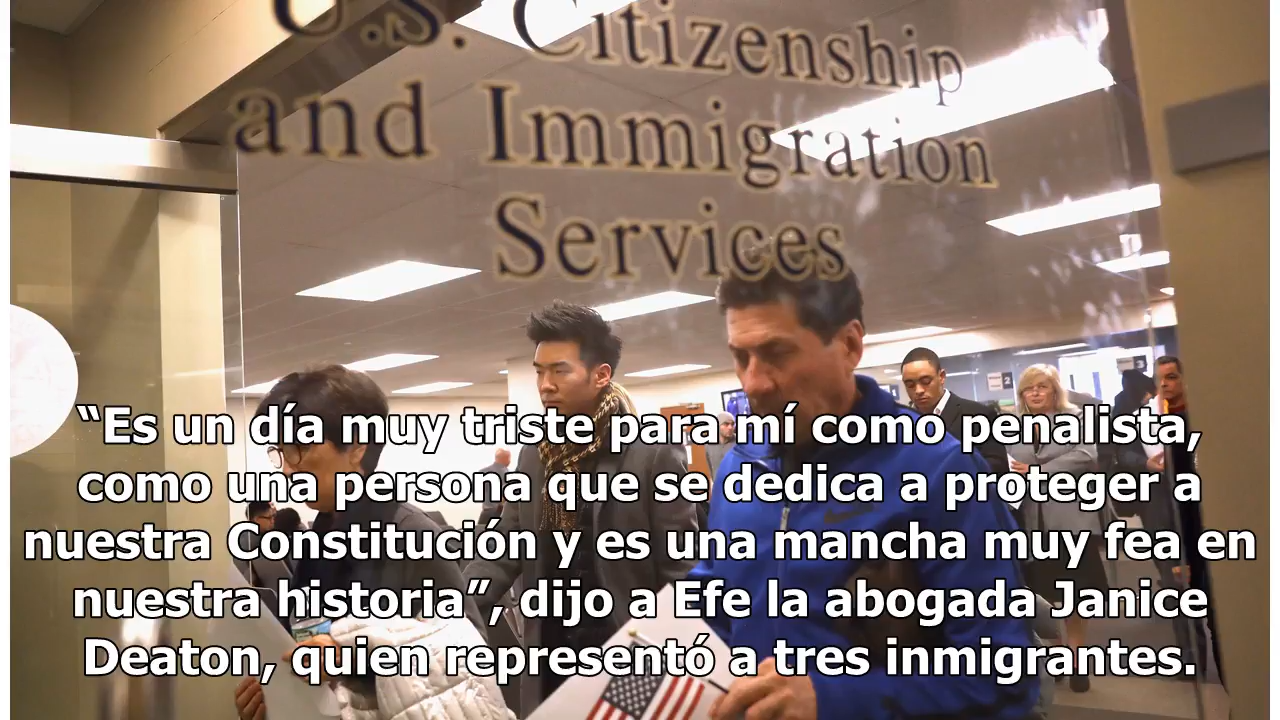 U.S. Citizenship
and Immigration
Services
2
“Es un día muy triste para mí como penalista,
como una persona que se dedica a proteger a
nuestra Constitución y es una mancha muy fea en
nuestra historia”, dijo a Efe la abogada Janice
Deaton, quien representó a tres inmigrantes.